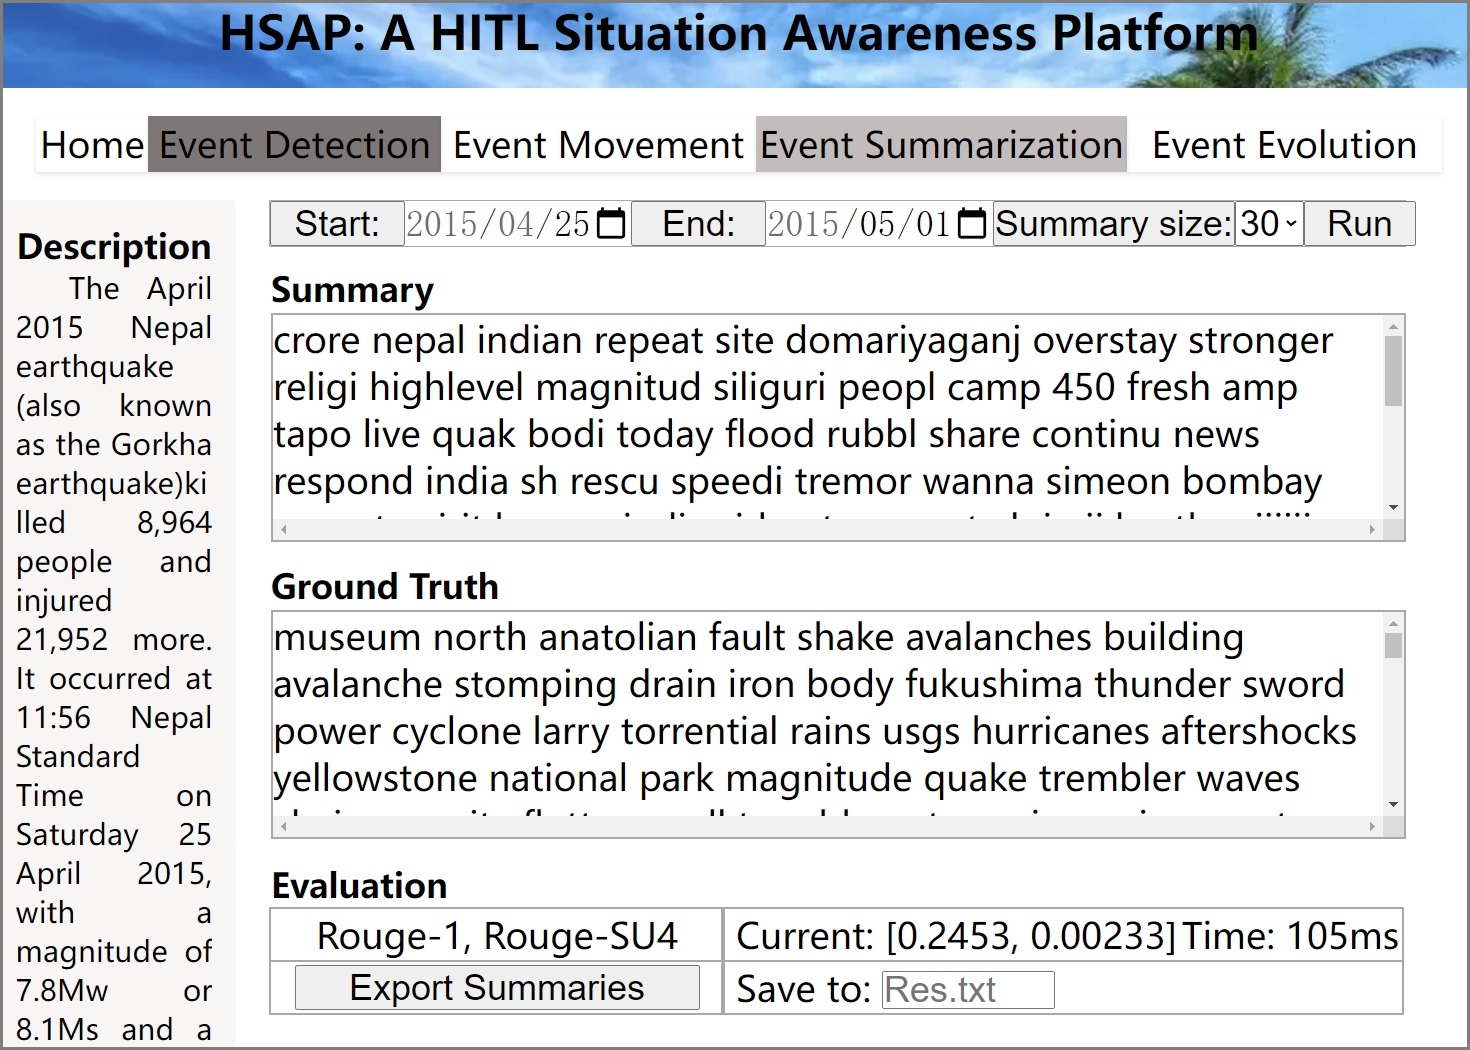 HSAP: A HITL Situation Awareness Platform
Home Event Detection Event Movement Event Summarization Event Evolution
Description
The April
2015 Nepal
earthquake
(also known
as the Gorkha
earthquake)ki
lled 8,964
people and
injured
21,952 more.
It occurred at
11:56 Nepal
Standard
Time on
Saturday 25
April 2015,
with a
magnitude of
7.8Mw or
8.1Ms and a
Start: 2015/04/25 End: 2015/05/01 Summary size: 30 Run
Summary
crore nepal indian repeat site domariyaganj overstay stronger
religi highlevel magnitud siliguri peopl camp 450 fresh amp
tapo live quak bodi today flood rubbl share continu news
respond india sh rescu speedi tremor wanna simeon bombay
Ground Truth
museum north anatolian fault shake avalanches building
avalanche stomping drain iron body fukushima thunder sword
power cyclone larry torrential rains usgs hurricanes aftershocks
yellowstone national park magnitude quake trembler waves
Evaluation
Rouge-1, Rouge-SU4 Current: [0.2453, 0.00233] Time: 105ms
Export Summaries Save to: Res.txt